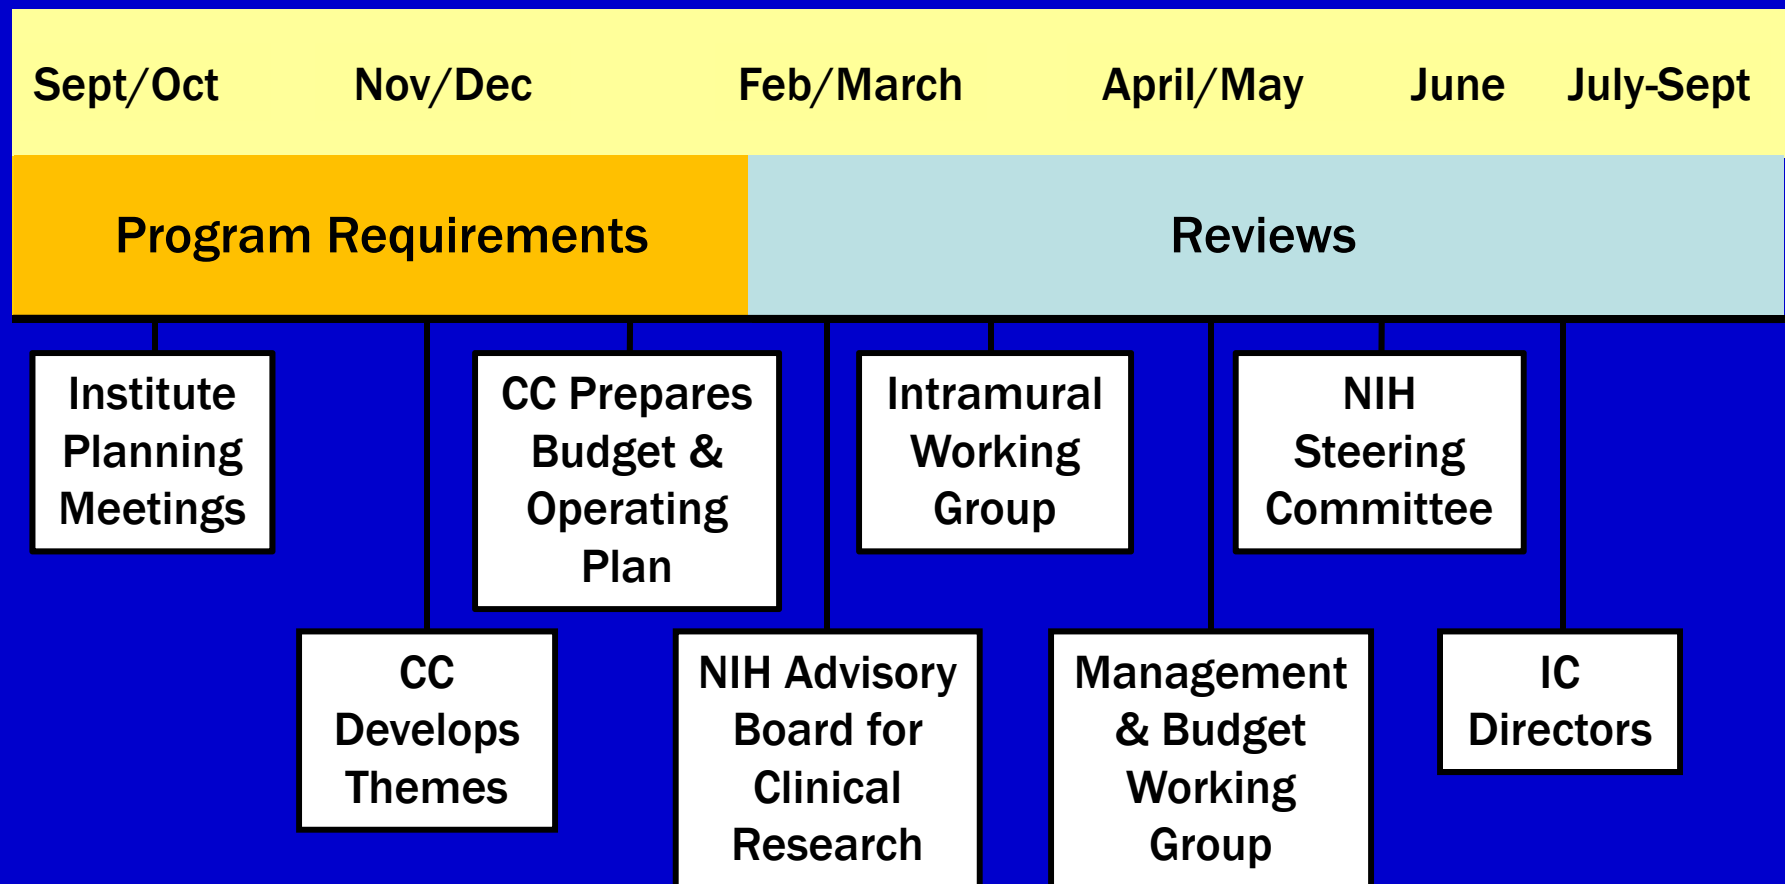 Sept/Oct Nov/Dec Feb/March April/May June July-Sept
Program Requirements Reviews
Institute
Planning
Meetings
CC
Develops
Themes
CC Prepares
Budget &
Operating
Plan
NIH Advisory
Board for
Clinical
Research
Intramural
Working
Group
Management
& Budget
Working
Group
NIH
Steering
Committee
IC
Directors